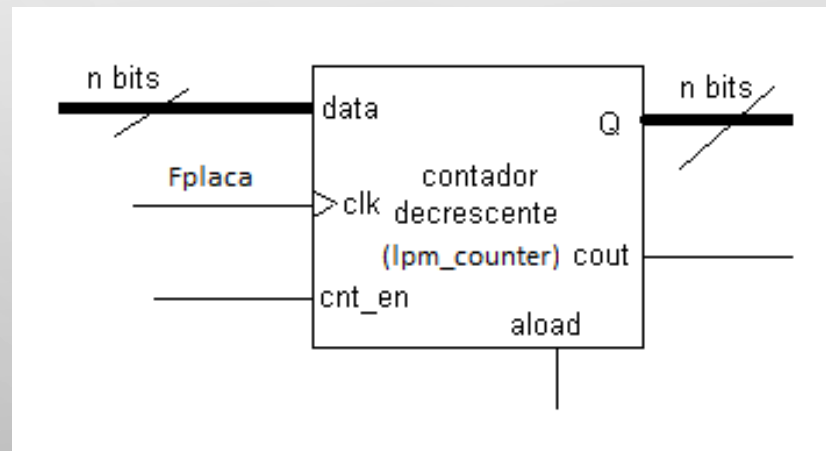 n bits
data
Fplaca
clk
cnt_en
contador
decrescente
(lpm_counter)
aload
n bits
Q
cout